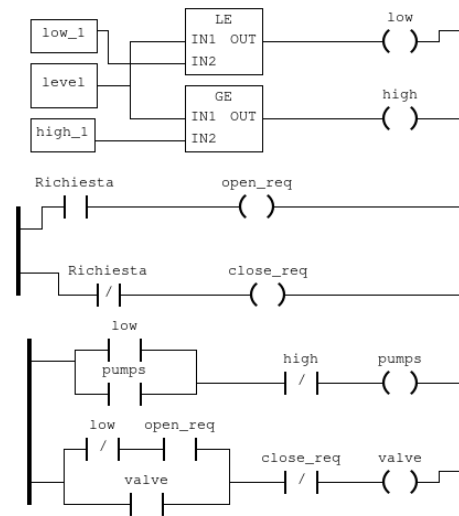 LE
low
low_1
IN1 OUT
IN2
level
GE
high
IN1 OUT
high_1
IN2
Richiesta
open_req
Richiesta
close_req
/
low
high
pumps
pumps
/
low
open_req
close_req
valve
/
valve
/